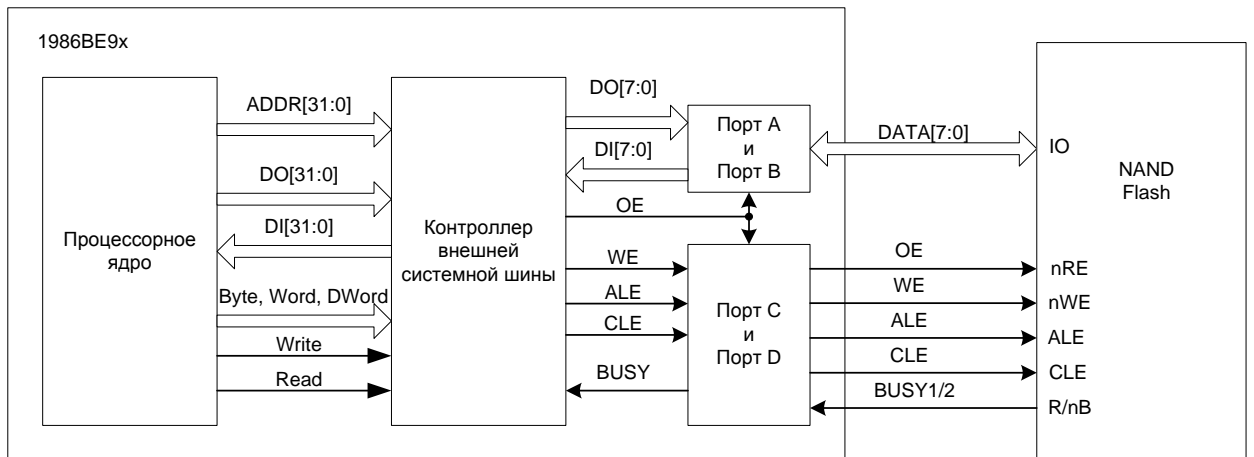 1986BE9x
Процессорное
ядро
ADDR[31:0]
DO[31:0]
DI[31:0]
Byte, Word, DWord
Write
Read
Контроллер
внешней
системной шины
DO[7:0]
DI[7:0]
OE
WE
ALE
CLE
BUSY
Порт A
и
Порт B
Порт C
и
Порт D
DATA[7:0]
OE
WE
ALE
CLE
BUSY1/2
IO
NAND
Flash
nRE
nWE
ALE
CLE
R/nB